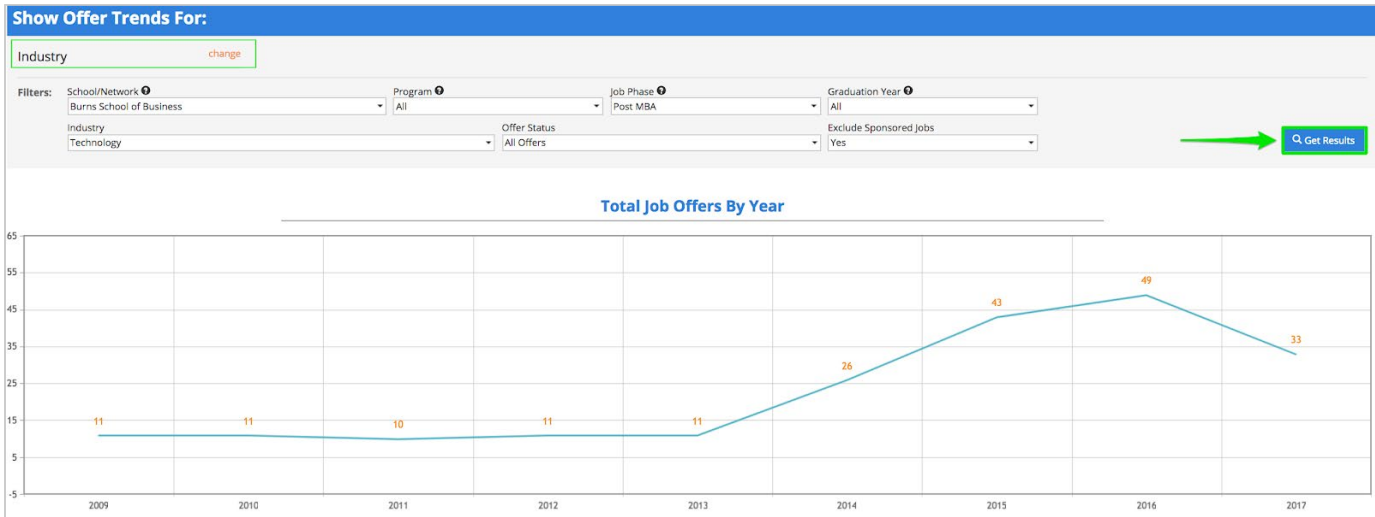 Show Offer Trends For:
Industry change
Filters: School/Network Program Job Phase Graduation Year
Burns School of Business All Post MBA All
Industry Offer Status Exclude Sponsored Jobs
Technology All Offers Yes Get Results
Total Job Offers By Year
65
55
49
45
43
35
33
26
25
15
11 11 10 11 11
5
-5
2009 2010 2011 2012 2013 2014 2015 2016 2017